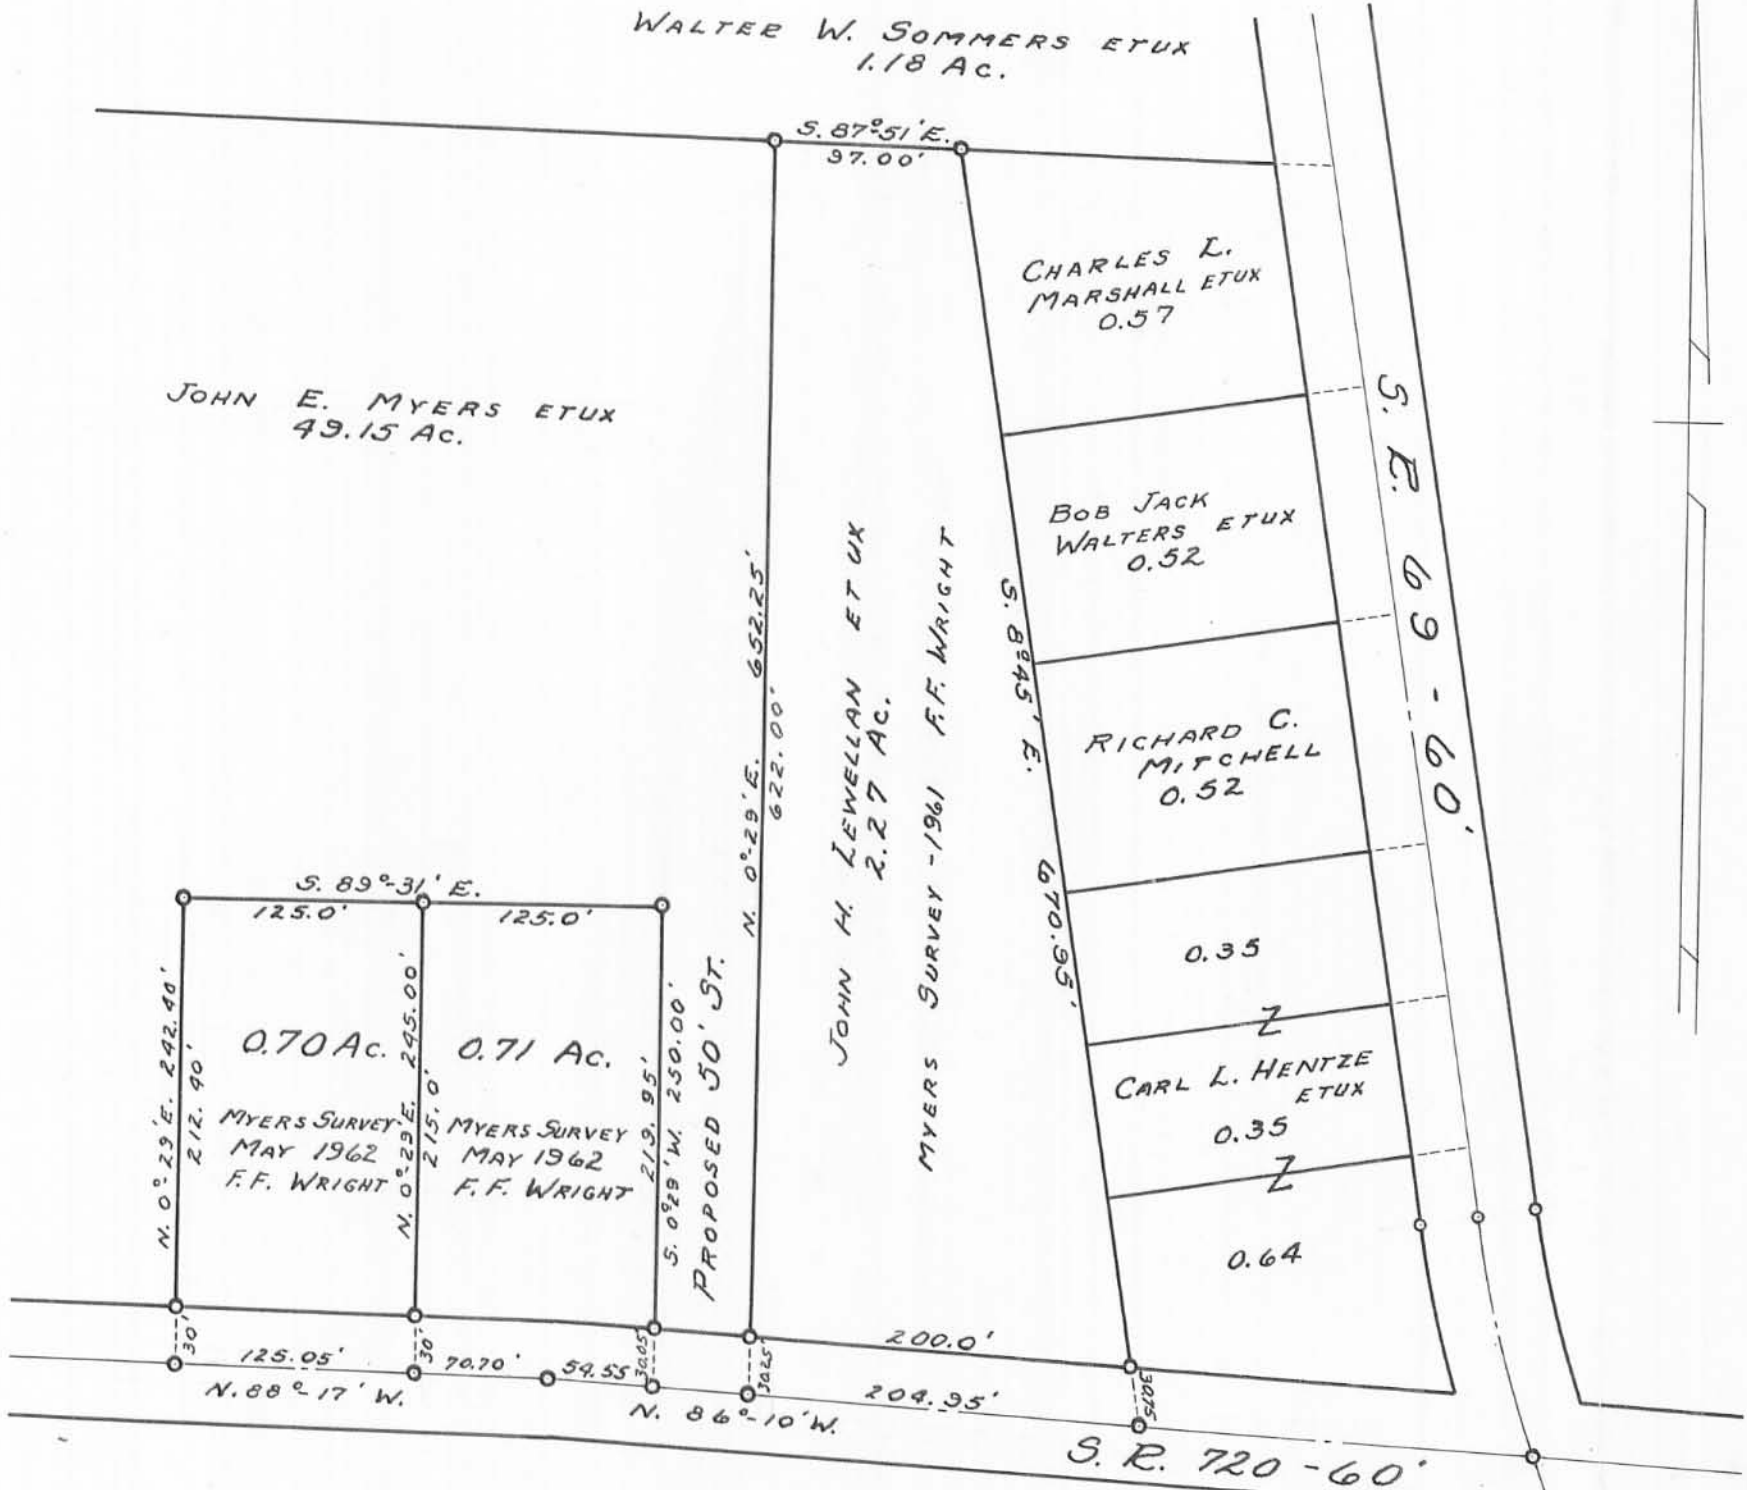 WALTER W. SOMMERS ETUX
1.18 AC.
S. 87°-51' E.
97.00'
CHARLES L.
MARSHALL ETUX
0.57
JOHN E. MYERS ETUX
49.15 AC.
S. R. 69 - 60'
BOB JACK
WALTERS ETUX
0.52
N. 0°-29' E. 652.25'
622.00'
JOHN H. LEWELLAN ET UX
2.27 AC.
MYERS SURVEY - 1961 F.F. WRIGHT
S. 8°45' E. 670.95'
RICHARD C.
MITCHELL
0.52
S. 89°-31' E.
125.0'
125.0'
0.35
N. 0°-29' E. 242.40'
212.40'
0.70 AC.
MYERS SURVEY
MAY 1962
F.F. WRIGHT
N. 0°-29' E. 245.00'
215.0'
0.71 AC.
MYERS SURVEY
MAY 1962
F.F. WRIGHT
219.95'
S. 0°29' W. 250.00'
PROPOSED 50' ST.
Z
CARL L. HENTZE
ETUX
0.35
Z
0.64
30'
125.05'
30'
70.70'
54.55
30.05'
30.25'
200.0'
204.95'
30.75'
N. 88°-17' W.
N. 86°-10' W.
S. R. 720 - 60'